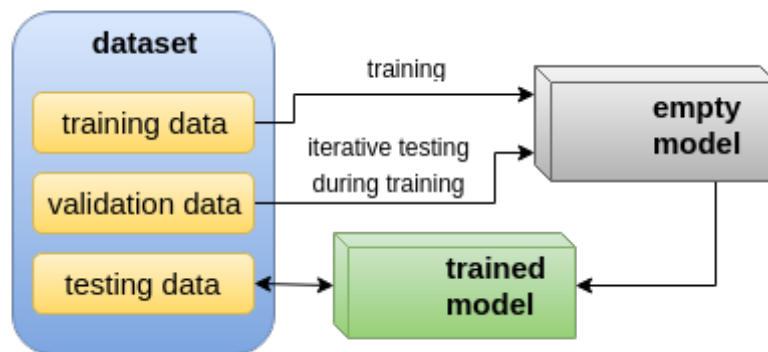 dataset
training data
validation data
testing data
training
iterative testing
during training
empty
model
trained
model